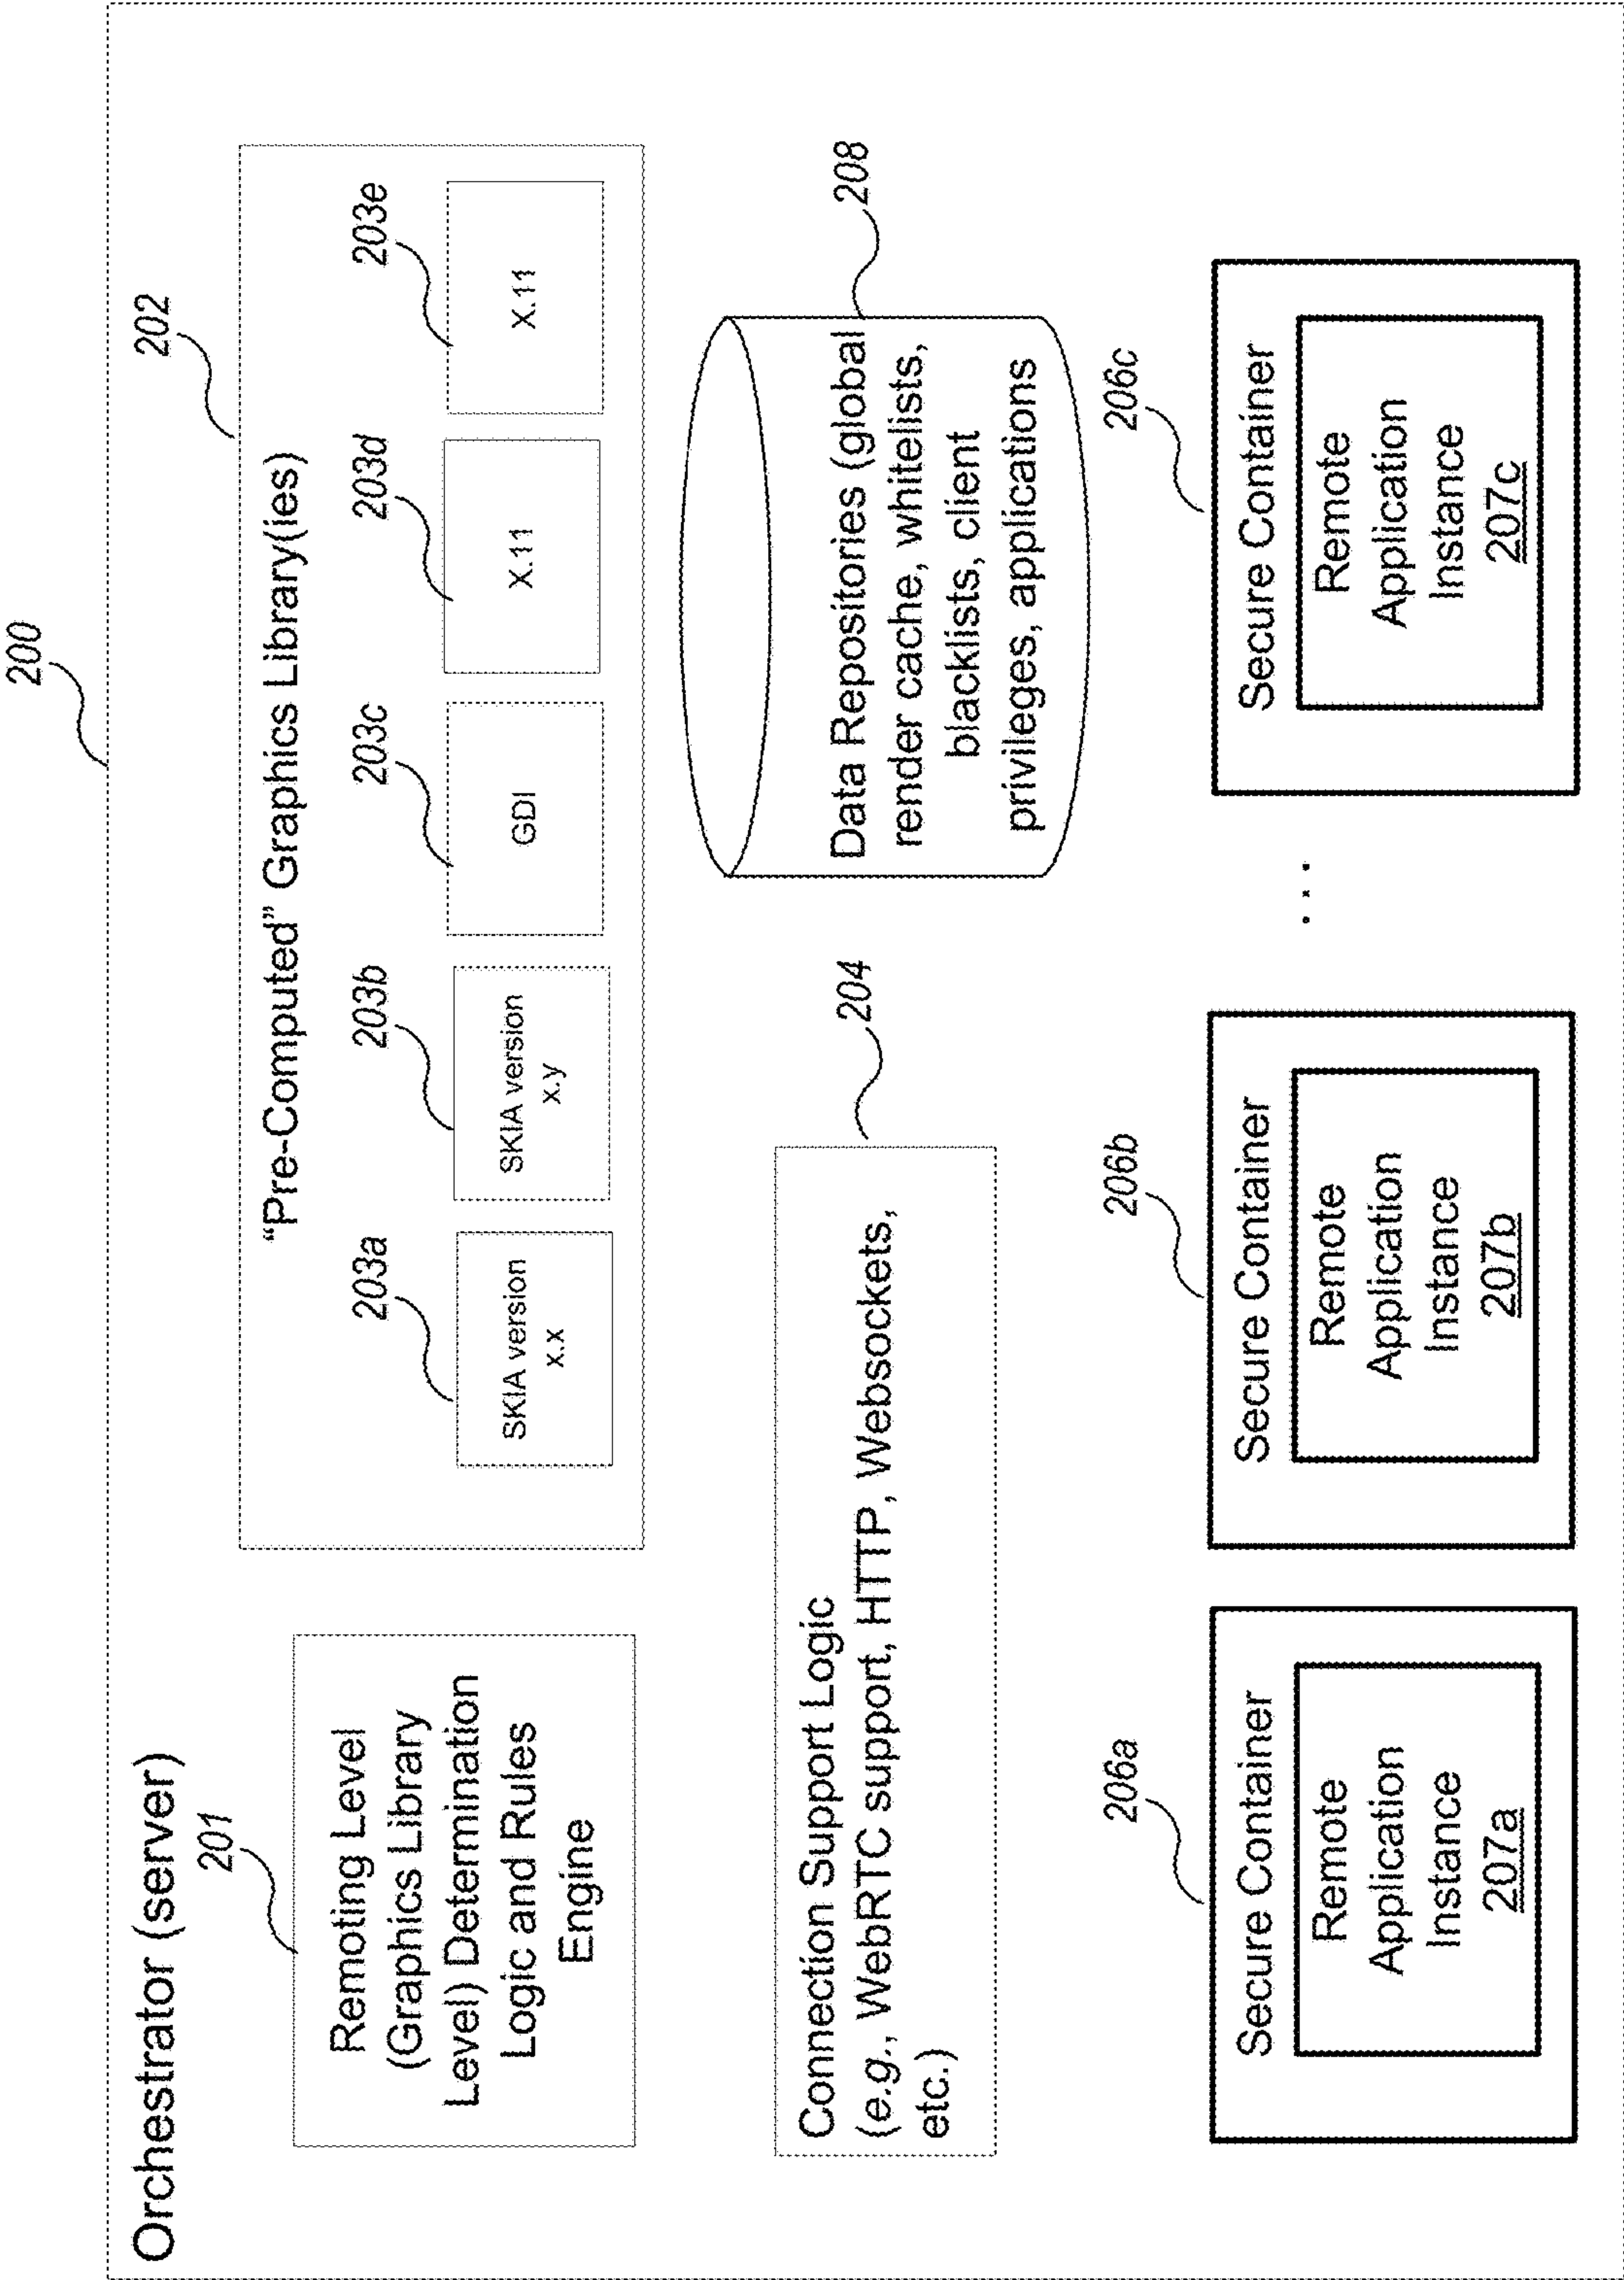 200
Orchestrator (server)
201
Remoting Level
(Graphics Library
Level) Determination
Logic and Rules
Engine
202
“Pre-Computed” Graphics Library(ies)
203a
SKIA version
x.x
203b
SKIA version
x.y
203c
GDI
203d
X.11
203e
X.11
Connection Support Logic
(e.g., WebRTC support, HTTP, Websockets,
etc.)
204
208
Data Repositories (global
render cache, whitelists,
blacklists, client
privileges, applications
206a
Secure Container
Remote
Application
Instance
207a
206b
Secure Container
Remote
Application
Instance
207b
. . .
206c
Secure Container
Remote
Application
Instance
207c